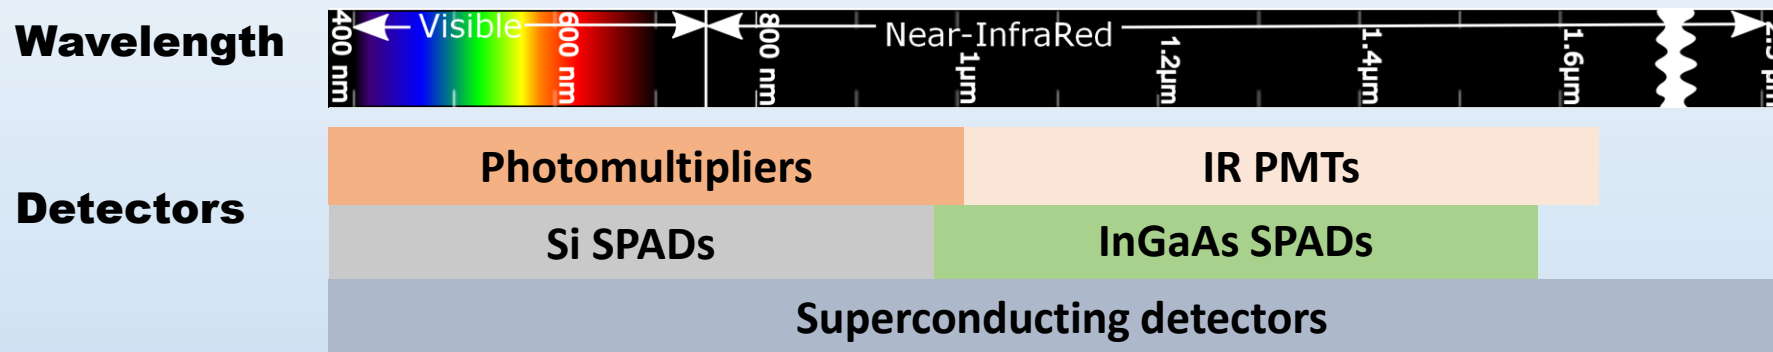 Wavelength
400 nm
Visible
600 nm
800 nm
Near-InfraRed
1µm
1.2µm
1.4µm
1.6µm
µm
Detectors
Photomultipliers
IR PMTs
Si SPADs
InGaAs SPADs
Superconducting detectors